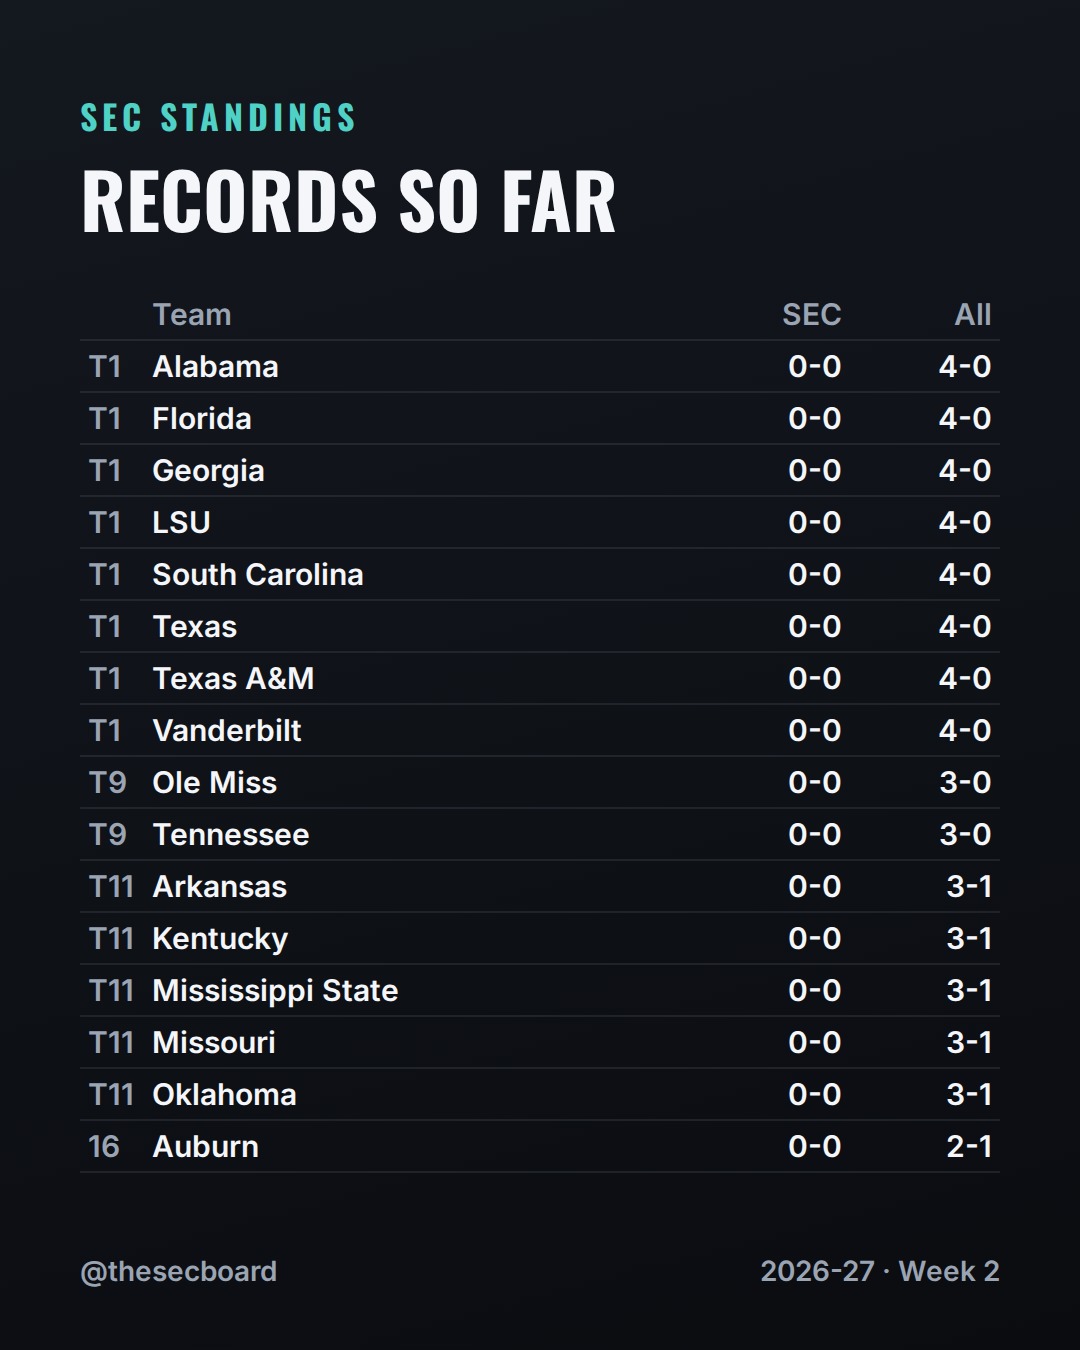 SEC STANDINGS
RECORDS SO FAR
Team SEC All
T1 Alabama 0-0 4-0
T1 Florida 0-0 4-0
T1 Georgia 0-0 4-0
T1 LSU 0-0 4-0
T1 South Carolina 0-0 4-0
T1 Texas 0-0 4-0
T1 Texas A&M 0-0 4-0
T1 Vanderbilt 0-0 4-0
T9 Ole Miss 0-0 3-0
T9 Tennessee 0-0 3-0
T11 Arkansas 0-0 3-1
T11 Kentucky 0-0 3-1
T11 Mississippi State 0-0 3-1
T11 Missouri 0-0 3-1
T11 Oklahoma 0-0 3-1
16 Auburn 0-0 2-1
@thesecboard 2026-27 · Week 2